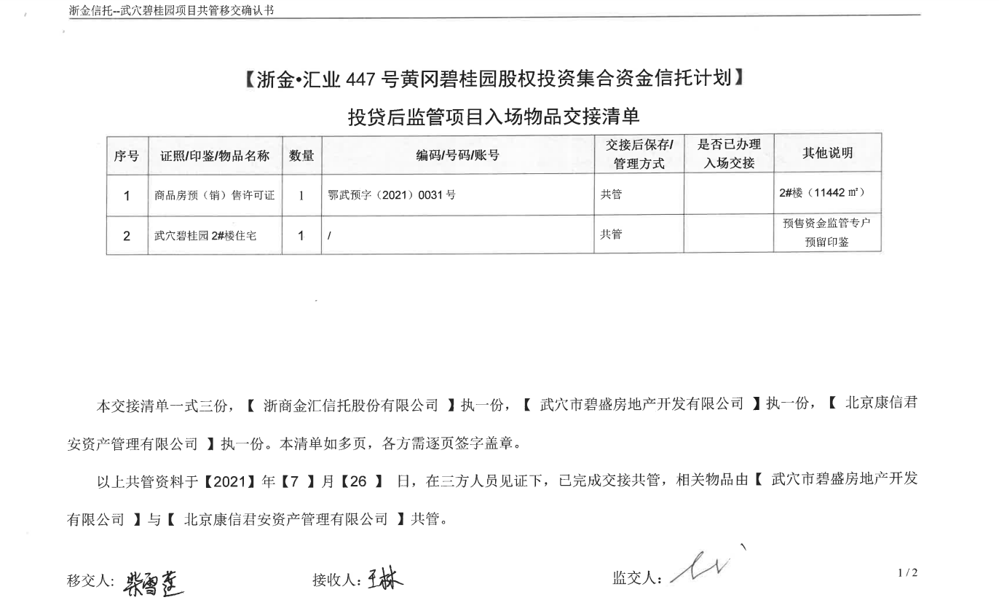 浙金信托--武穴碧桂园项目共管移交确认书
【浙金•汇业 447 号黄冈碧桂园股权投资集合资金信托计划】
投贷后监管项目入场物品交接清单
序号 证照/印鉴/物品名称 数量 编码/号码/账号 交接后保存/管理方式 是否已办理入场交接 其他说明
1 商品房预（销）售许可证 1 鄂武预字（2021）0031 号 共管 2#楼（11442 ㎡）
2 武穴碧桂园 2#楼住宅 1 / 共管 预售资金监管专户预留印鉴
本交接清单一式三份，【 浙商金汇信托股份有限公司 】执一份，【 武穴市碧盛房地产开发有限公司 】执一份，【 北京康信君
安资产管理有限公司 】执一份。本清单如多页，各方需逐页签字盖章。
以上共管资料于【2021】年【7 】月【26 】 日，在三方人员见证下，已完成交接共管，相关物品由【 武穴市碧盛房地产开发
有限公司 】与【 北京康信君安资产管理有限公司 】共管。
移交人: 柴雪莲 接收人: 王林 监交人: 1 / 2